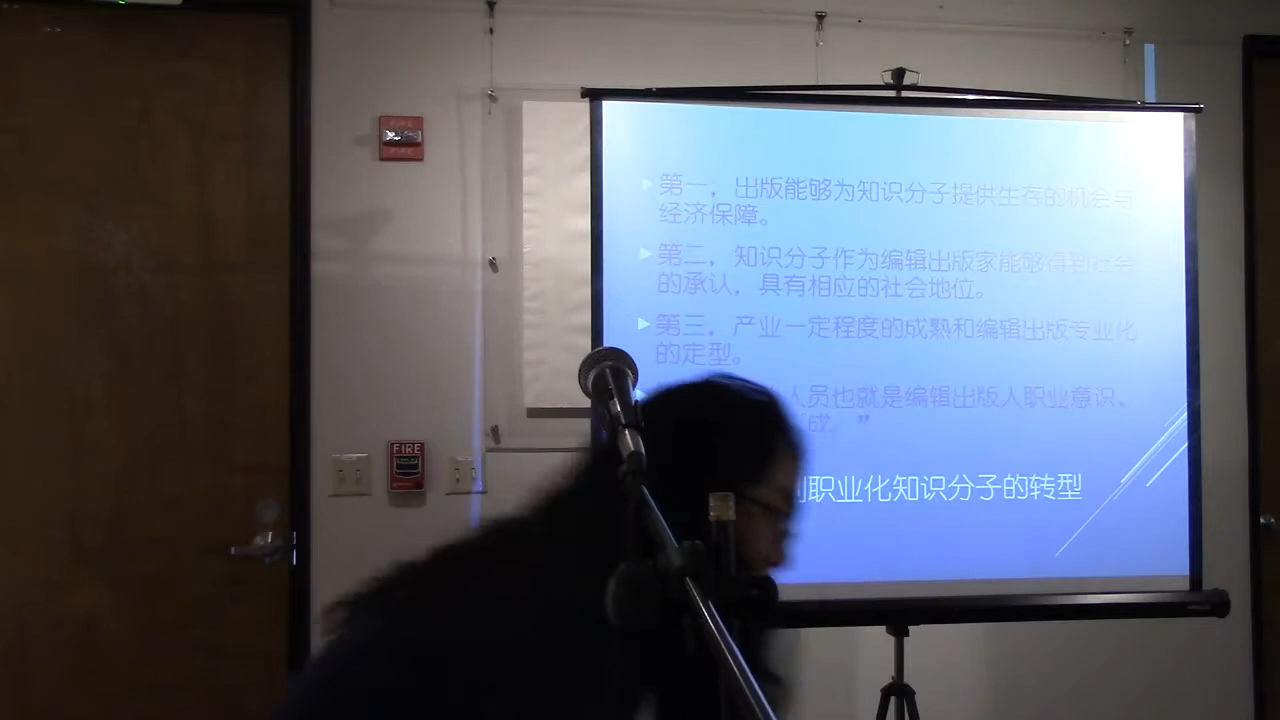 FIRE
FIRE
第一，出版能够为知识分子提供生存的机会与
经济保障。
第二，知识分子作为编辑出版家能够得到社会
的承认，具有相应的社会地位。
第三，产业一定程度的成熟和编辑出版专业化
的定型。
人员也就是编辑出版人职业意识、
成。”
FIRE
到职业化知识分子的转型